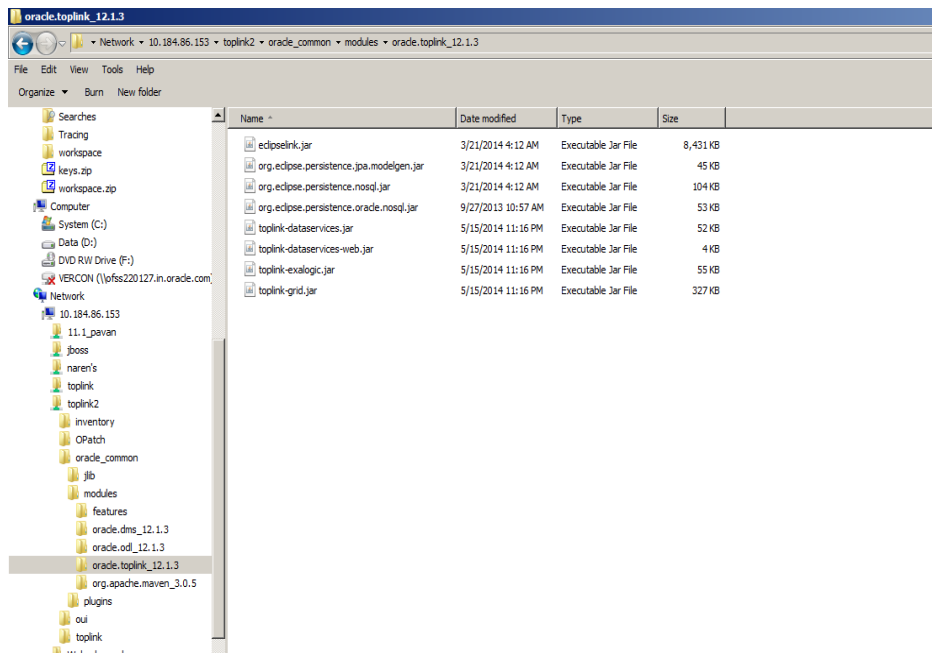 oracle.toplink_12.1.3
Network 10.184.86.153 toplink2 oracle_common modules oracle.toplink_12.1.3
File Edit View Tools Help
Organize Burn New folder
Searches
Tracing
workspace
keys.zip
workspace.zip
Computer
System (C:)
Data (D:)
DVD RW Drive (F:)
VERCON (\\ofss220127.in.oracle.com)
Network
10.184.86.153
11.1_pavan
jboss
naren's
toplink
toplink2
inventory
OPatch
oracle_common
jlib
modules
features
oracle.dms_12.1.3
oracle.odl_12.1.3
oracle.toplink_12.1.3
org.apache.maven_3.0.5
plugins
oui
toplink
Name Date modified Type Size
eclipselink.jar 3/21/2014 4:12 AM Executable Jar File 8,431 KB
org.eclipse.persistence.jpa.modelgen.jar 3/21/2014 4:12 AM Executable Jar File 45 KB
org.eclipse.persistence.nosql.jar 3/21/2014 4:12 AM Executable Jar File 104 KB
org.eclipse.persistence.oracle.nosql.jar 9/27/2013 10:57 AM Executable Jar File 53 KB
toplink-dataservices.jar 5/15/2014 11:16 PM Executable Jar File 52 KB
toplink-dataservices-web.jar 5/15/2014 11:16 PM Executable Jar File 4 KB
toplink-exalogic.jar 5/15/2014 11:16 PM Executable Jar File 55 KB
toplink-grid.jar 5/15/2014 11:16 PM Executable Jar File 327 KB